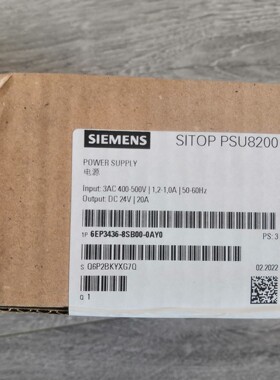 SIEMENS SITOP PSU8200
POWER SUPPLY
电源
Input: 3AC 400-500V | 1,2-1,0A | 50-60Hz
Output: DC 24V | 20A
1P 6EP3436-8SB00-0AY0 PS: 3
S Q6P2BKYXG7Q 02.2022
Q 1